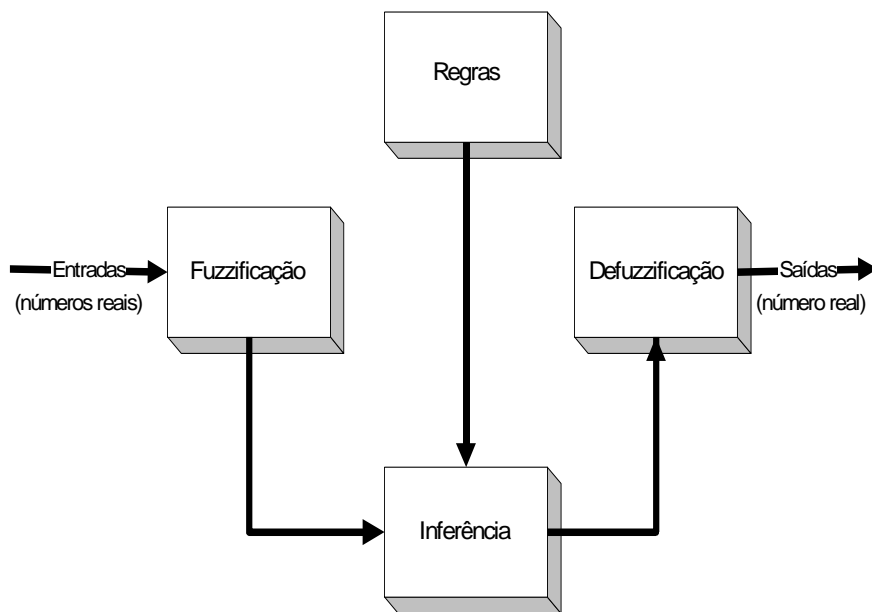 Regras
Fuzzificação
Defuzzificação
Entradas
(números reais)
Saídas
(número real)
Inferência